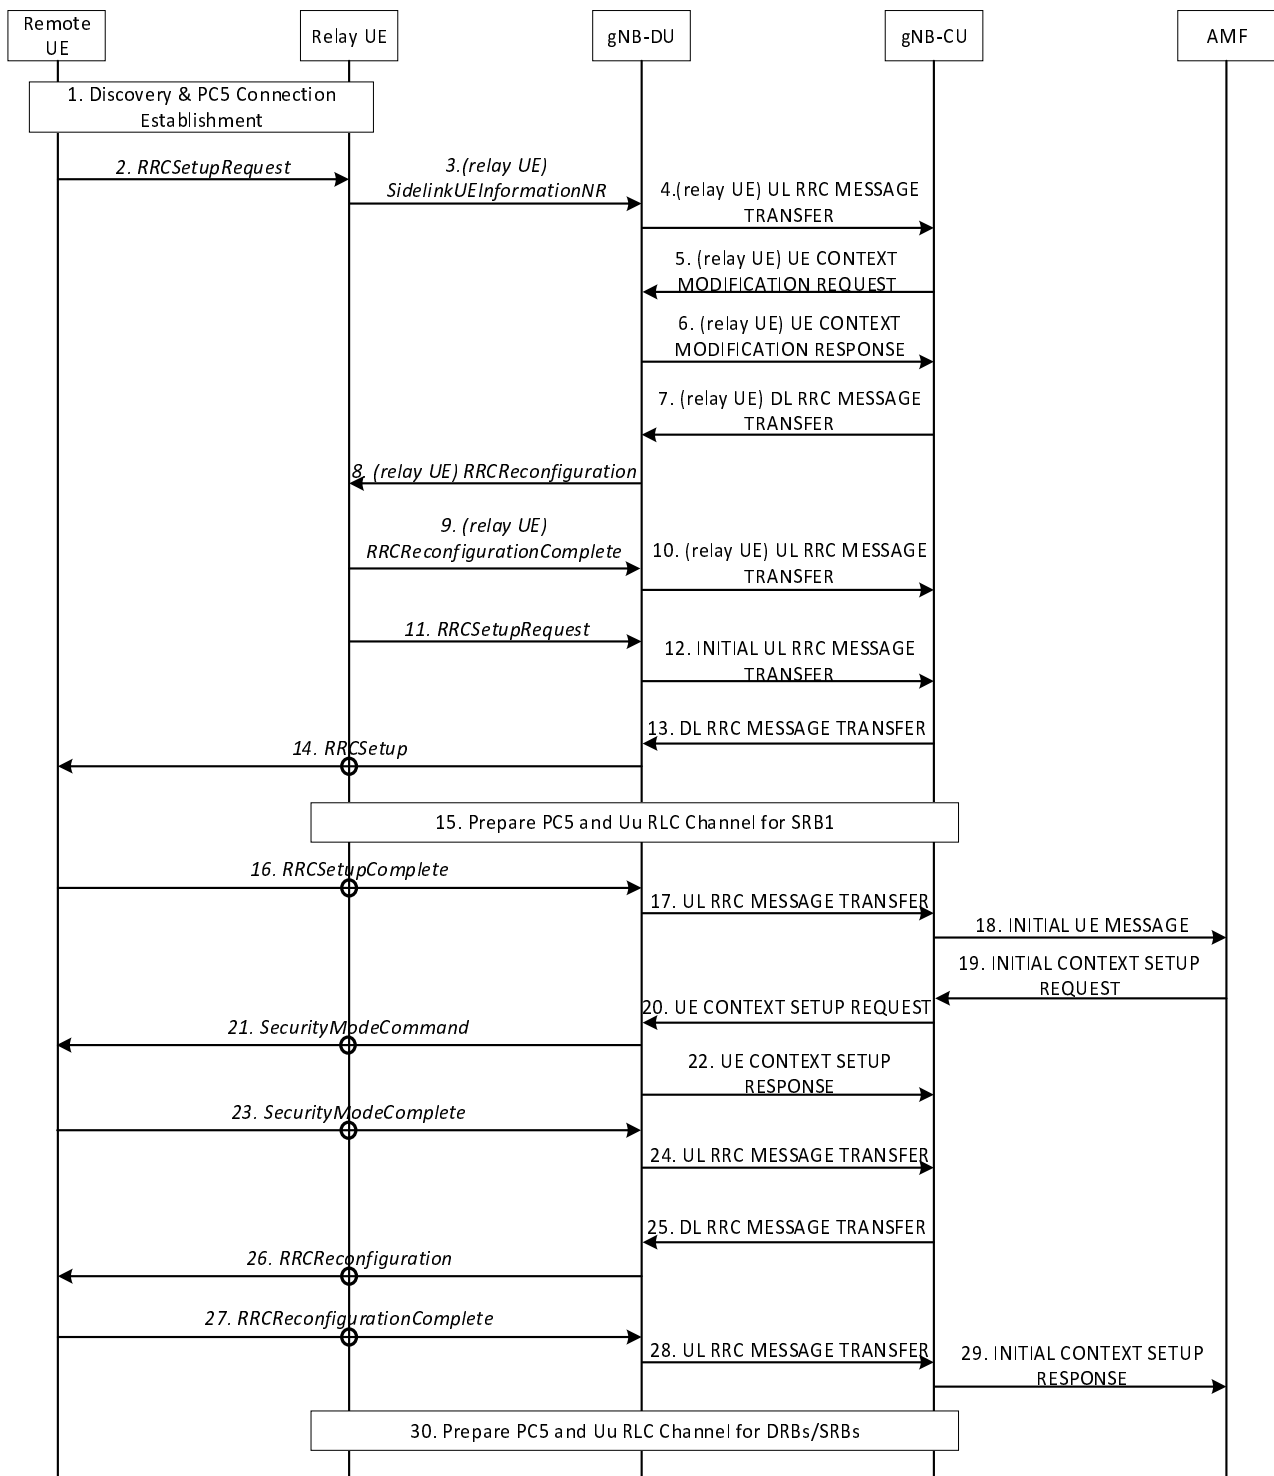 Remote
UE
Relay UE
gNB-DU
gNB-CU
AMF
1. Discovery & PC5 Connection
Establishment
2. RRCSetupRequest
3.(relay UE)
SidelinkUEInformationNR
4.(relay UE) UL RRC MESSAGE
TRANSFER
5. (relay UE) UE CONTEXT
MODIFICATION REQUEST
6. (relay UE) UE CONTEXT
MODIFICATION RESPONSE
7. (relay UE) DL RRC MESSAGE
TRANSFER
8. (relay UE) RRCReconfiguration
9. (relay UE)
RRCReconfigurationComplete
10. (relay UE) UL RRC MESSAGE
TRANSFER
11. RRCSetupRequest
12. INITIAL UL RRC MESSAGE
TRANSFER
13. DL RRC MESSAGE TRANSFER
14. RRCSetup
15. Prepare PC5 and Uu RLC Channel for SRB1
16. RRCSetupComplete
17. UL RRC MESSAGE TRANSFER
18. INITIAL UE MESSAGE
19. INITIAL CONTEXT SETUP
REQUEST
20. UE CONTEXT SETUP REQUEST
21. SecurityModeCommand
22. UE CONTEXT SETUP
RESPONSE
23. SecurityModeComplete
24. UL RRC MESSAGE TRANSFER
25. DL RRC MESSAGE TRANSFER
26. RRCReconfiguration
27. RRCReconfigurationComplete
28. UL RRC MESSAGE TRANSFER
29. INITIAL CONTEXT SETUP
RESPONSE
30. Prepare PC5 and Uu RLC Channel for DRBs/SRBs